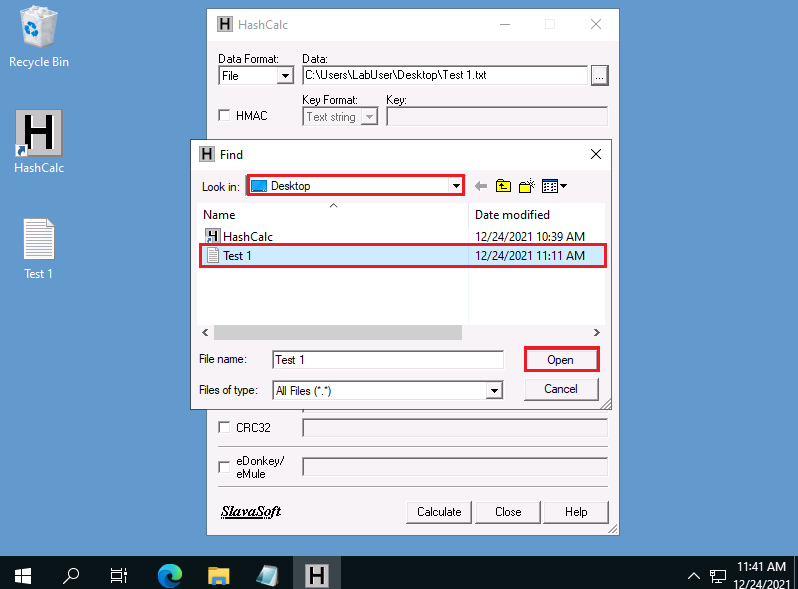 Recycle Bin
HashCalc
Test 1
H HashCalc
Data Format:
Data:
File
C:\Users\LabUser\Desktop\Test 1.txt
...
HMAC
Key Format:
Key:
Text string
H Find
Look in:
Desktop
Name
Date modified
HashCalc
12/24/2021 10:39 AM
Test 1
12/24/2021 11:11 AM
File name:
Test 1
Open
Files of type:
All Files (*.*)
Cancel
CRC32
eDonkey/
eMule
SlavaSoft
Calculate
Close
Help
H
11:41 AM
12/24/2021